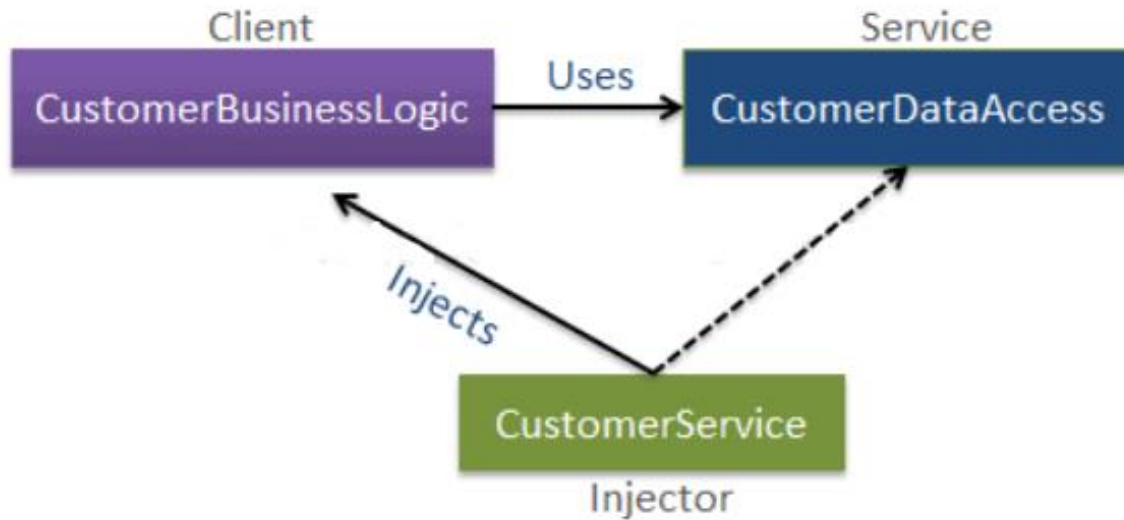 Client
Service
CustomerBusinessLogic
Uses
CustomerDataAccess
Injects
CustomerService
Injector